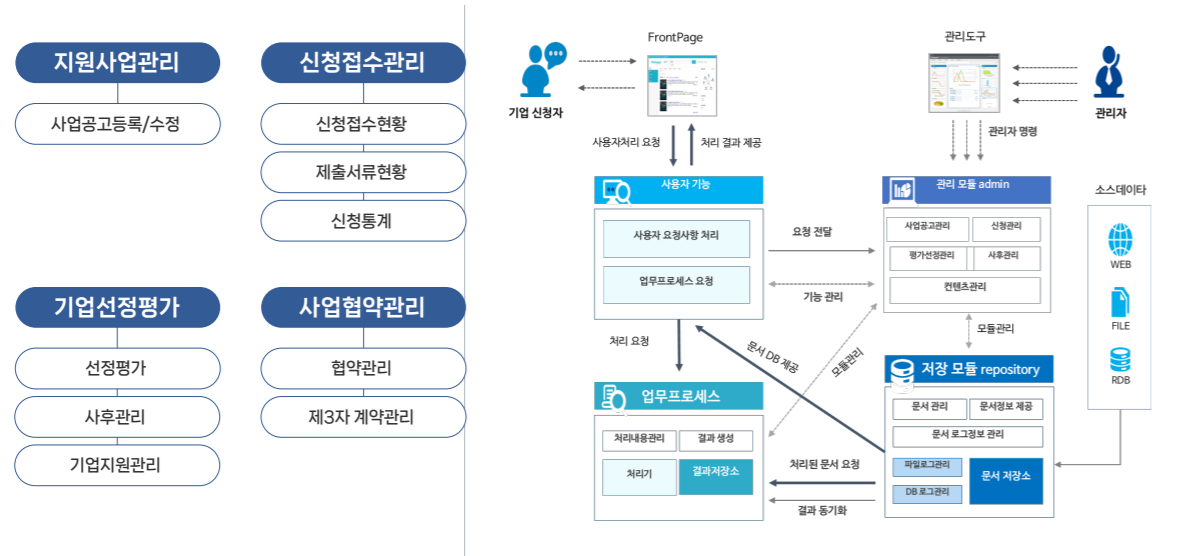 지원사업관리
사업공고등록/수정
신청접수관리
신청접수현황
제출서류현황
신청통계
기업선정평가
선정평가
사후관리
기업지원관리
사업협약관리
협약관리
제3자 계약관리
FrontPage
기업 신청자
관리도구
관리자
사용자처리 요청
처리 결과 제공
관리자 명령
사용자 기능
사용자 요청사항 처리
업무프로세스 요청
요청 전달
기능 관리
관리 모듈 admin
사업공고관리
신청관리
평가선정관리
사후관리
컨텐츠관리
소스데이타
WEB
FILE
RDB
처리 요청
문서 DB 제공
모듈관리
모듈관리
업무프로세스
처리내용관리
결과 생성
처리기
결과저장소
처리된 문서 요청
결과 동기화
저장 모듈 repository
문서 관리
문서정보 제공
문서 로그정보 관리
파일로그관리
DB 로그관리
문서 저장소